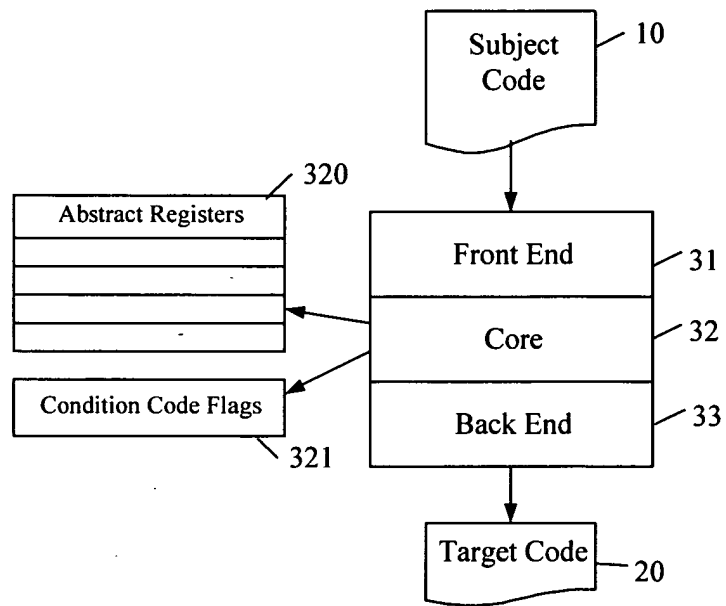 Subject
Code
10
320
Abstract Registers
Front End
31
Core
32
Condition Code Flags
321
Back End
33
Target Code
20